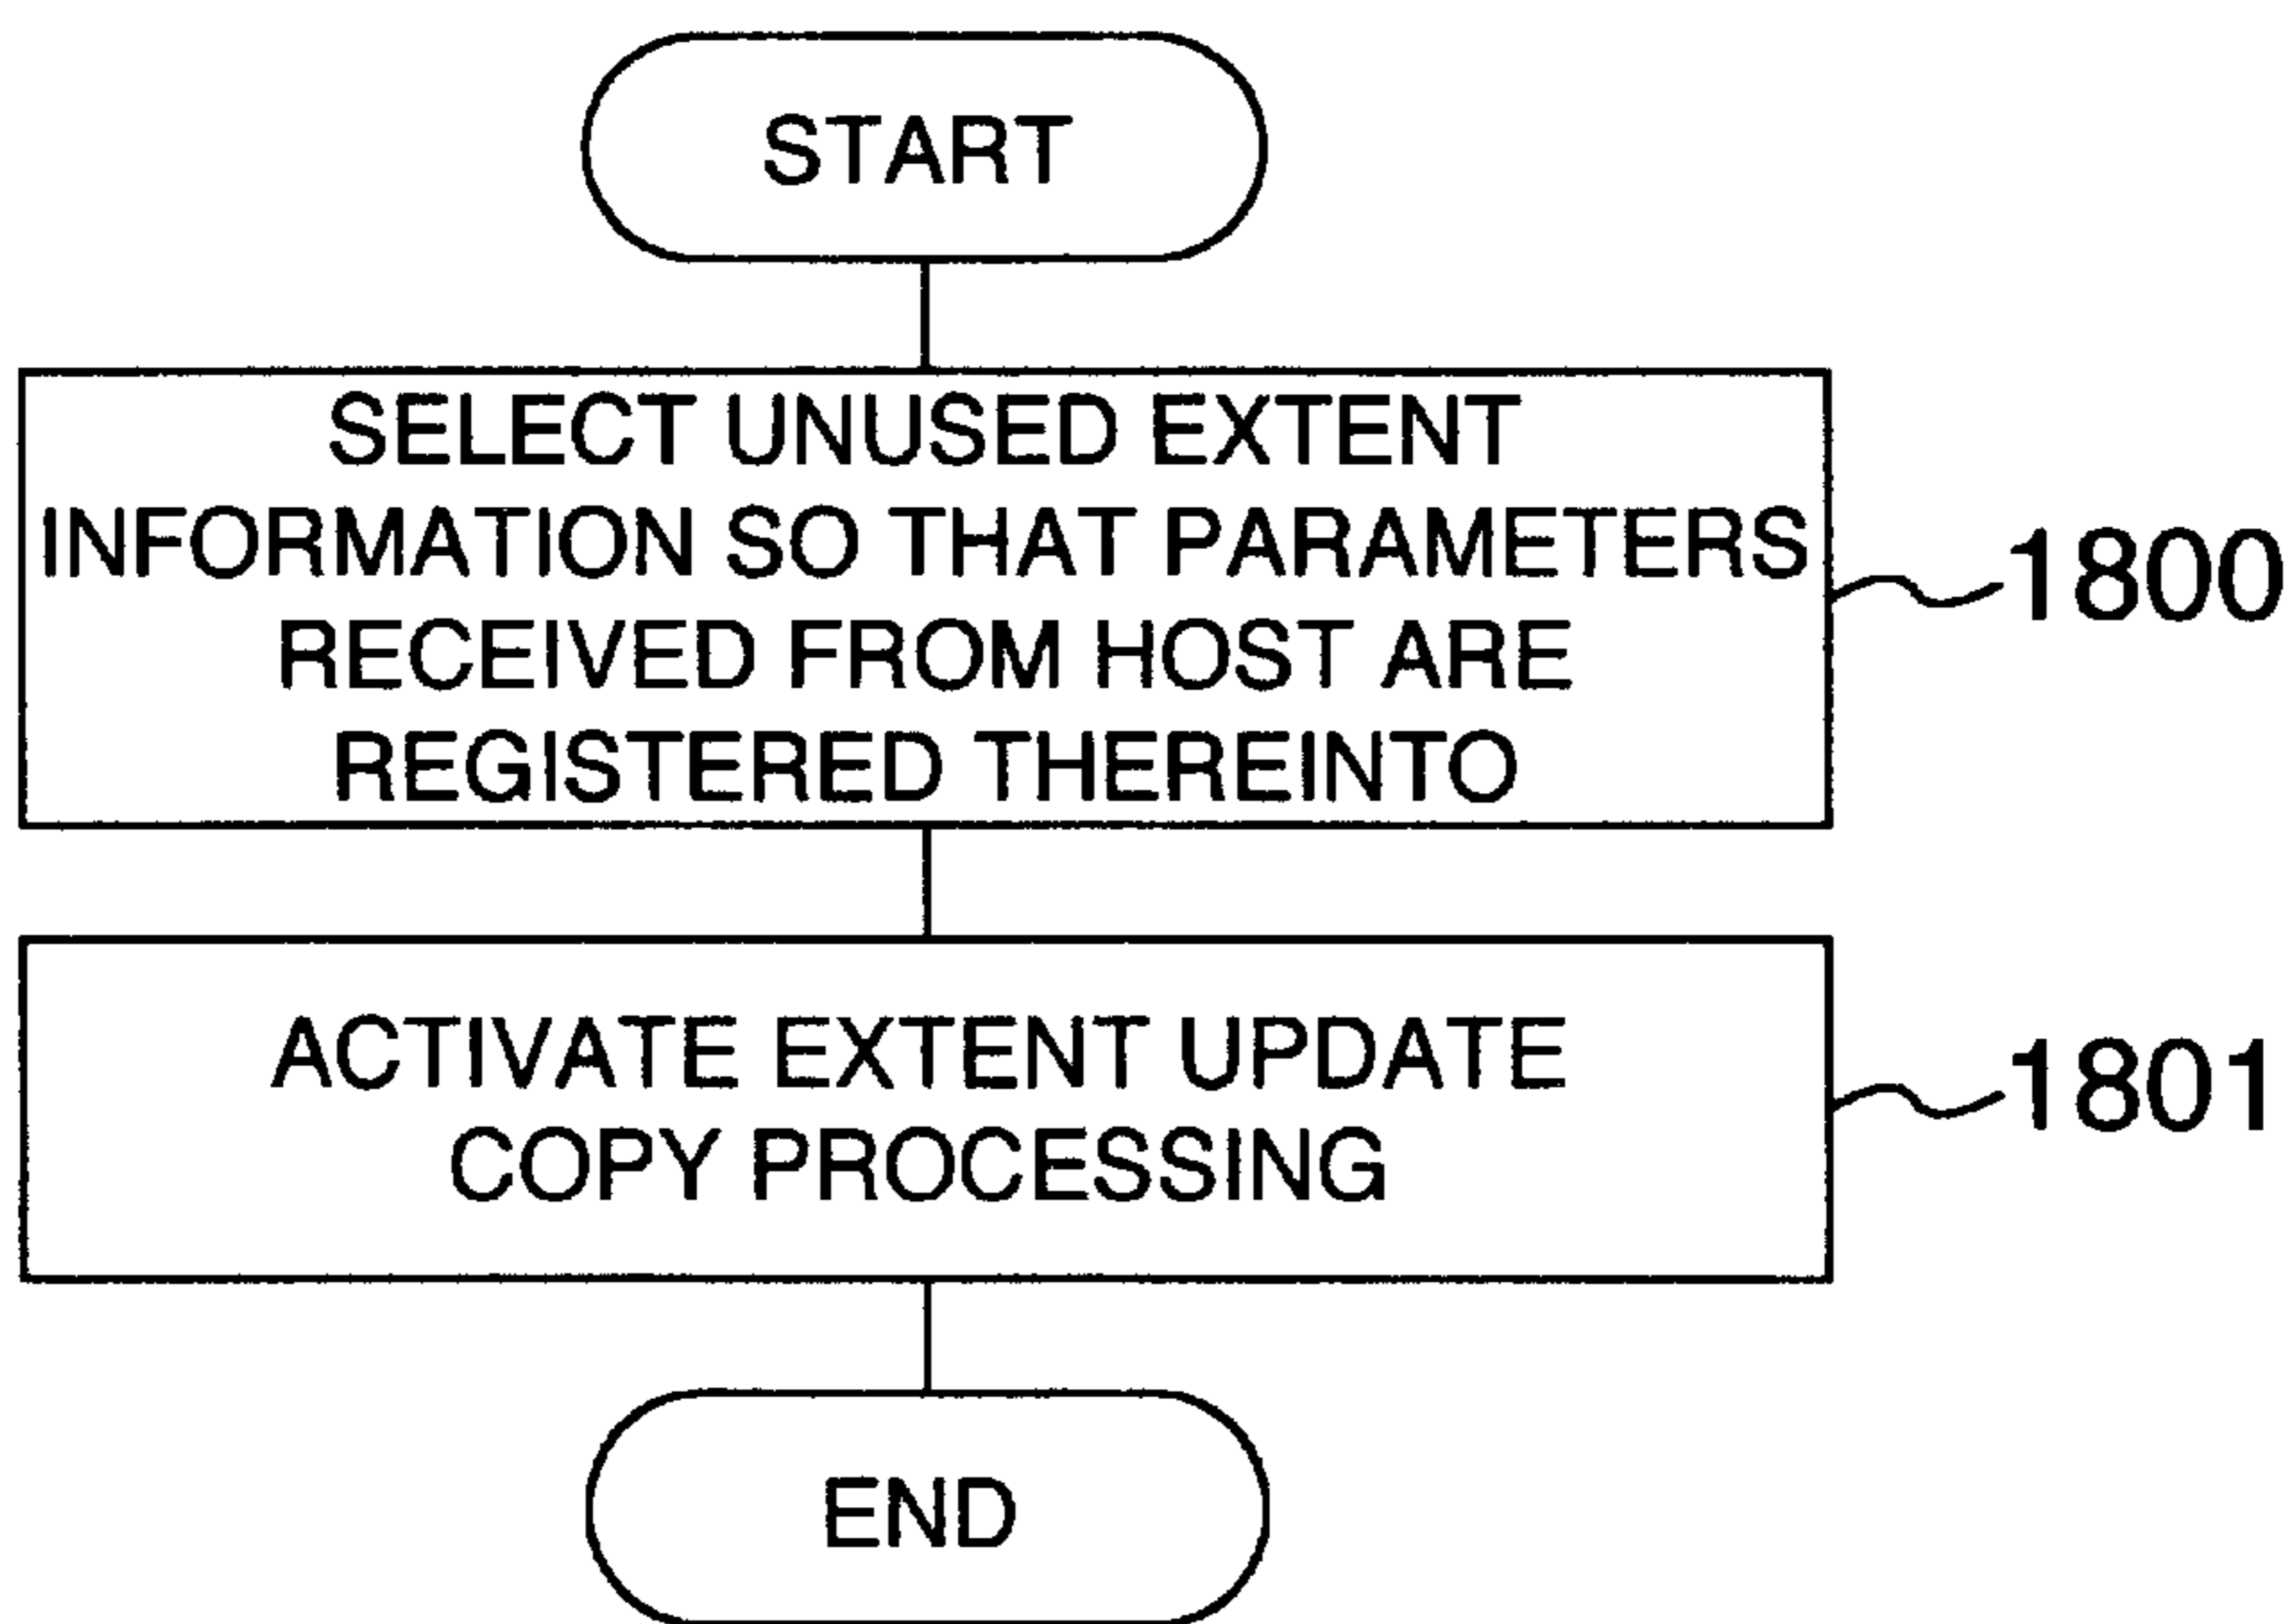 START
SELECT UNUSED EXTENT
INFORMATION SO THAT PARAMETERS
RECEIVED FROM HOST ARE
REGISTERED THEREINTO
1800
ACTIVATE EXTENT UPDATE
COPY PROCESSING
1801
END